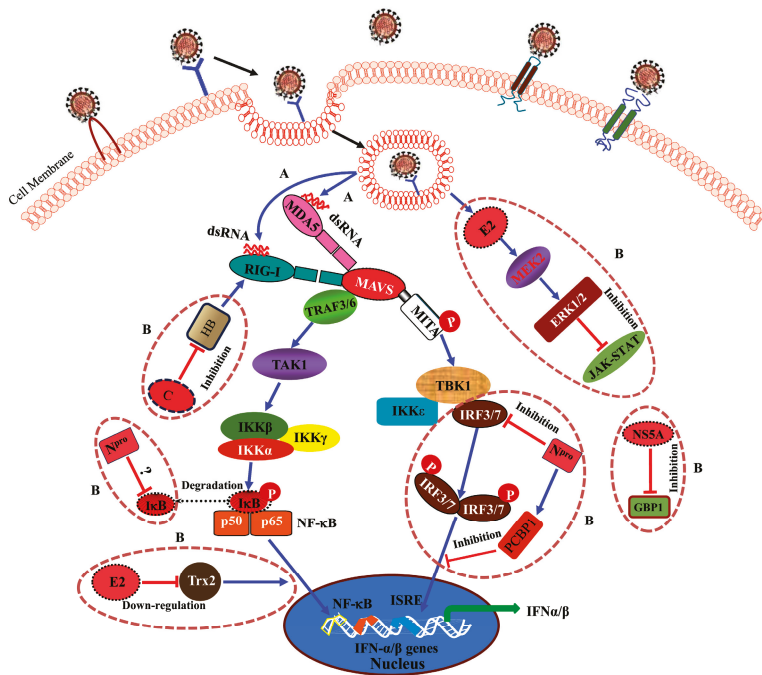 Cell Membrane
A
A
dsRNA
MDA5
dsRNA
RIG-I
MAVS
MITA
P
TRAF3/6
E2
MEK2
ERK1/2
Inhibition
JAK-STAT
B
B
HB
Inhibition
C
TAK1
TBK1
IKKε
IRF3/7
Inhibition
Npro
IKKβ
IKKγ
IKKα
Npro
?
B
IκB
Degradation
IκB
P
p50
p65
NF-κB
P
IRF3/7
P
IRF3/7
PCBP1
Inhibition
B
NS5A
Inhibition
GBP1
B
B
E2
Trx2
Down-regulation
NF-κB
ISRE
IFNα/β
IFN-α/β genes
Nucleus